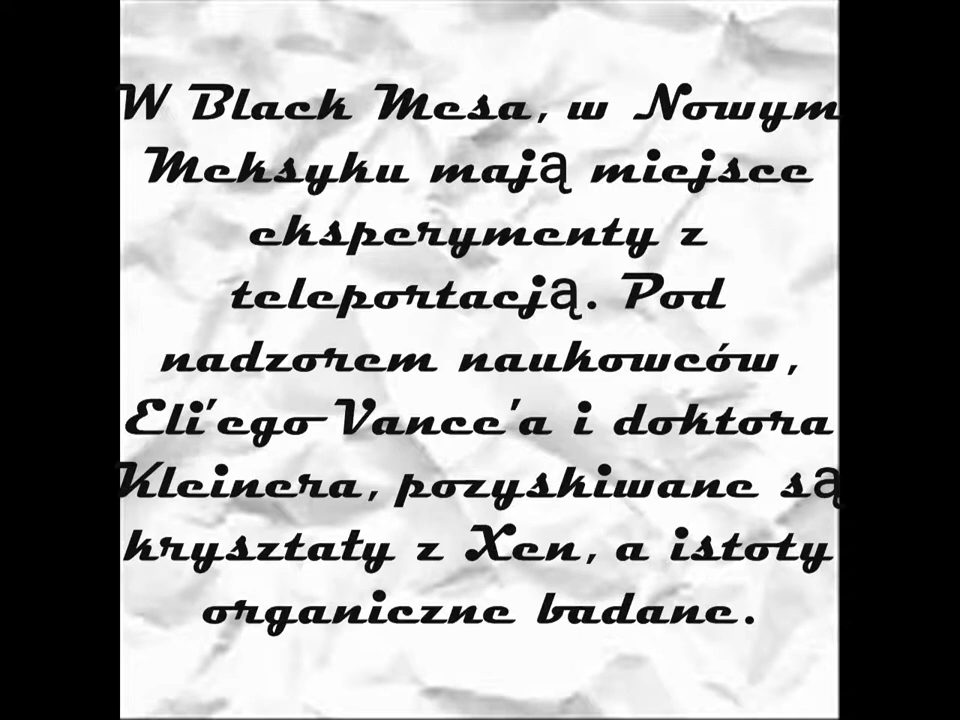 W Black Mesa, w Nowym
Meksyku mają miejsce
eksperymenty z
teleportacją. Pod
nadzorem naukowców,
Eli'ego Vance'a i doktora
Kleinera, pozyskiwane są
kryształy z Xen, a istoty
organiczne badane.